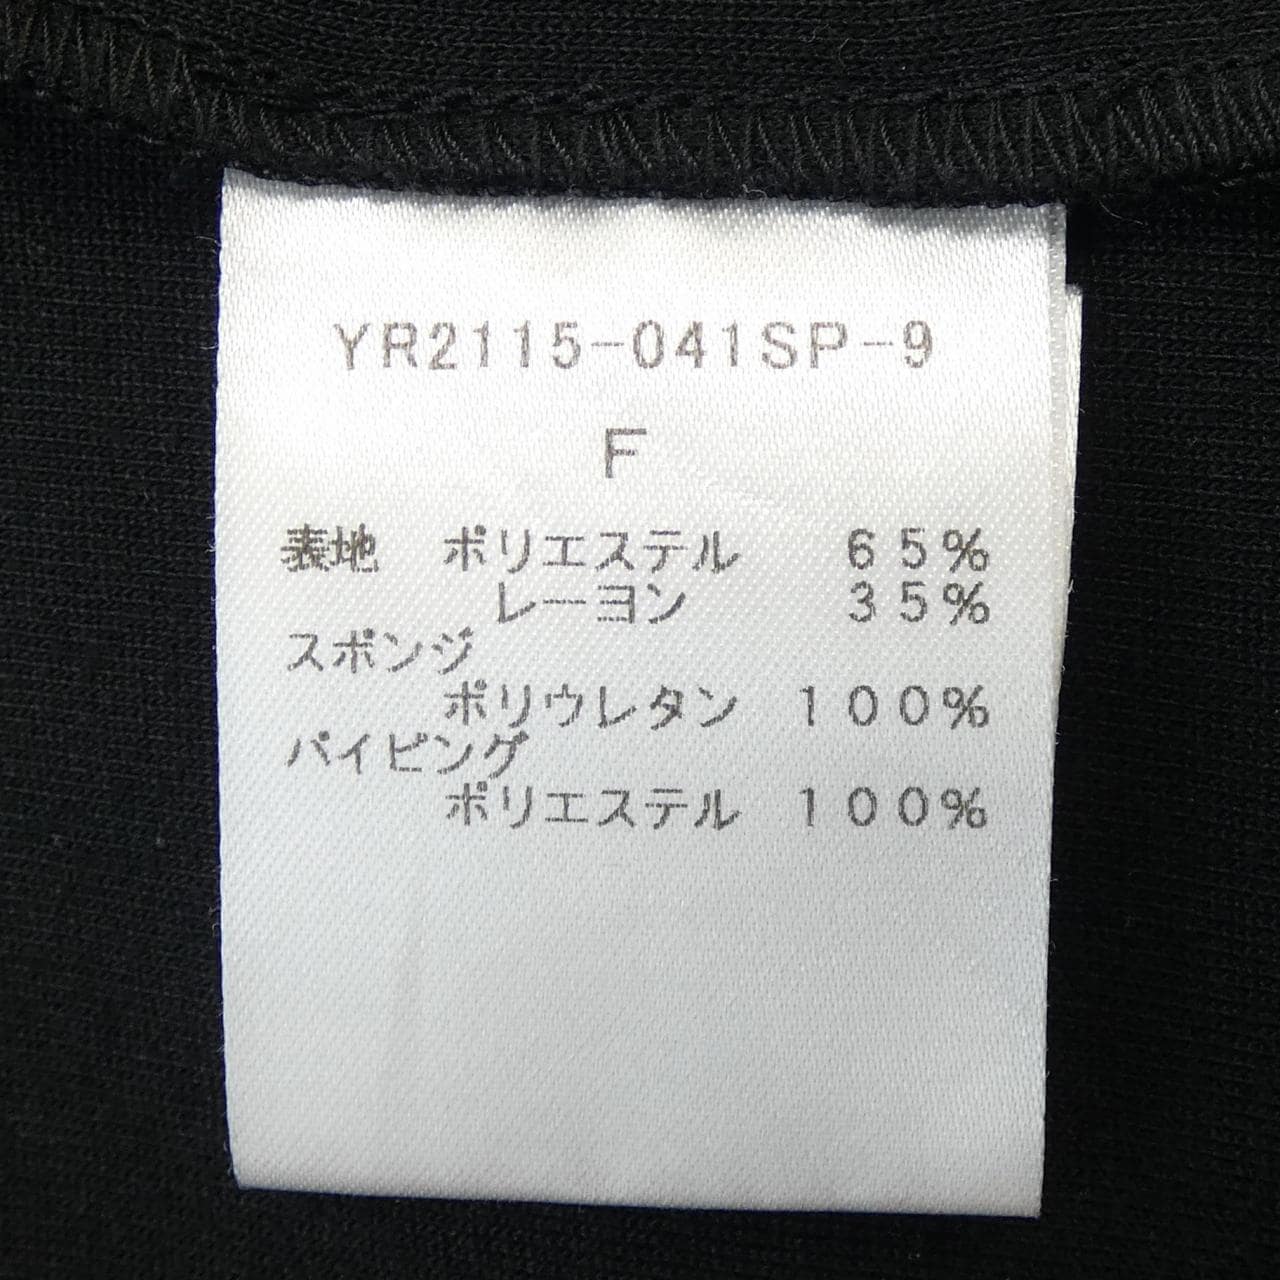 YR2115-041SP-9
F
表地 ポリエステル 65%
レーヨン 35%
スポンジ
ポリウレタン 100%
パイピング
ポリエステル 100%